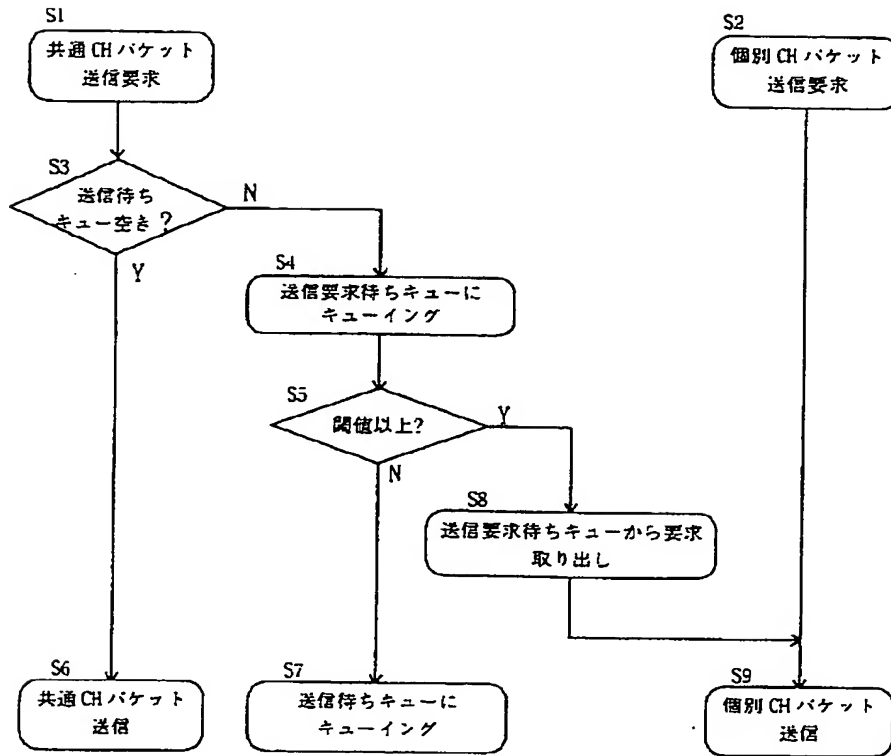 S1
共通CHパケット
送信要求
S2
個別CHパケット
送信要求
S3
送信待ち
キュー空き?
N
Y
S4
送信要求待ちキューに
キューイング
S5
閾値以上?
Y
N
S8
送信要求待ちキューから要求
取り出し
S6
共通CHパケット
送信
S7
送信待ちキューに
キューイング
S9
個別CHパケット
送信